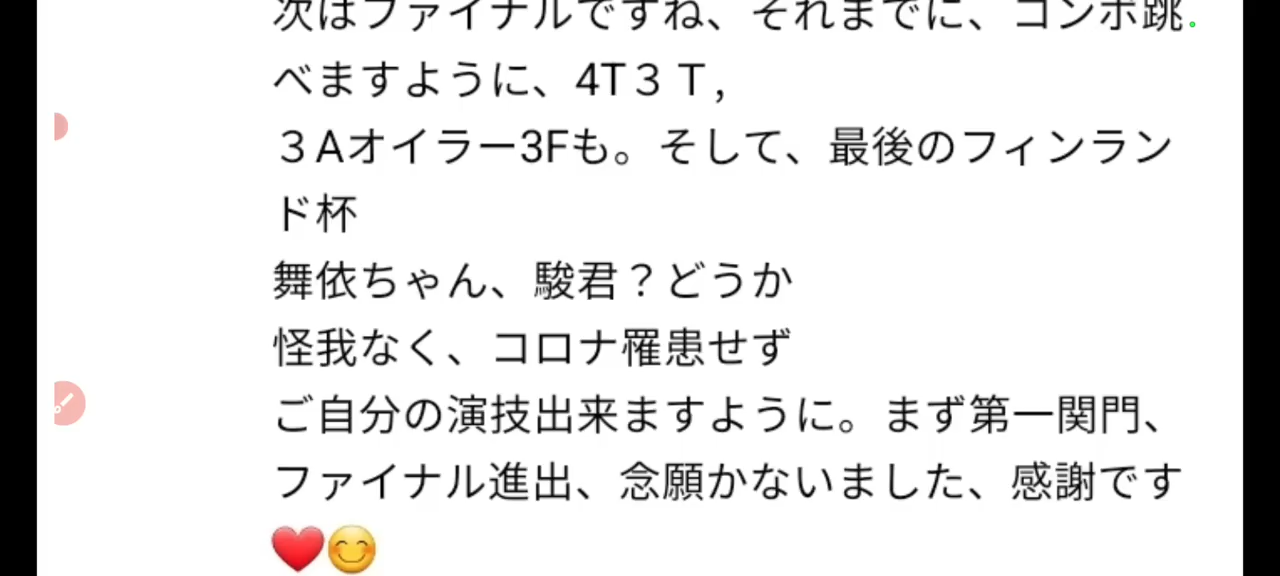 次はファイナルですね、それまでに、コンボ跳
べますように、4T３Ｔ,
３Aオイラー3Fも。そして、最後のフィンラン
ド杯
舞依ちゃん、駿君？どうか
怪我なく、コロナ罹患せず
ご自分の演技出来ますように。まず第一関門、
ファイナル進出、念願かないました、感謝です
❤️😊